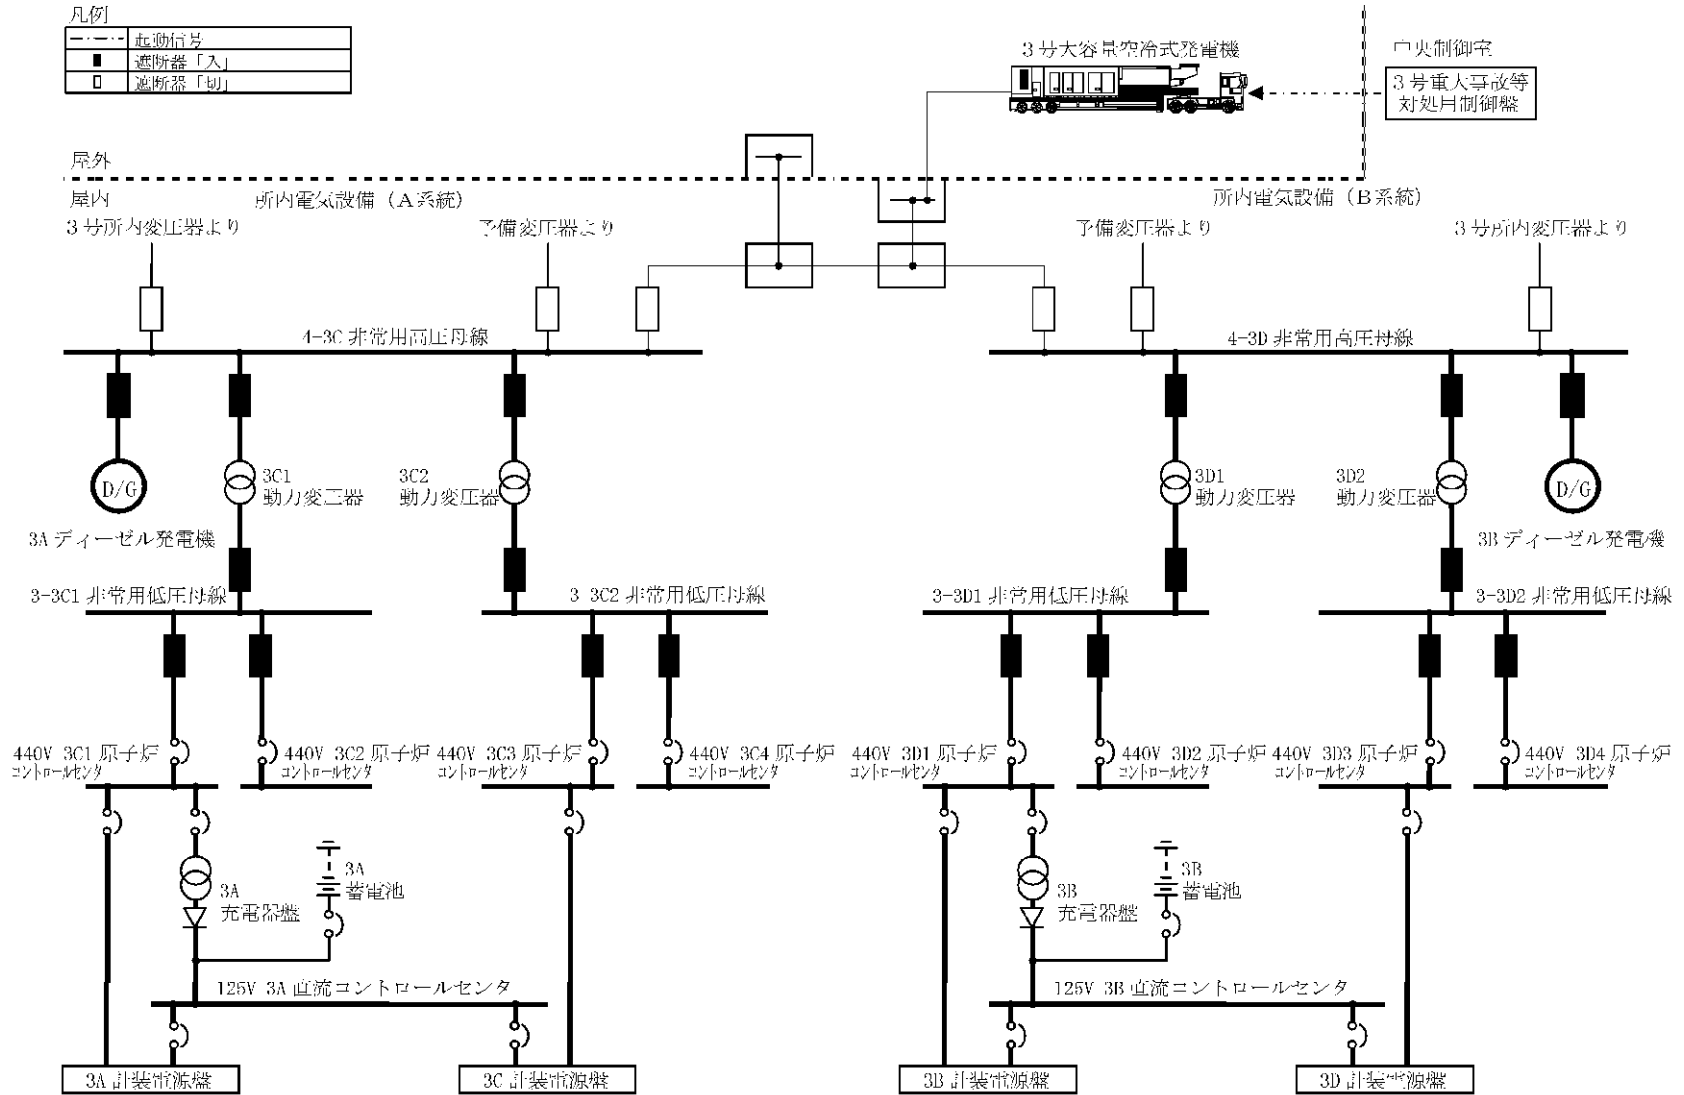 凡例
起動信号
遮断器「入」
遮断器「切」
3号大容量空冷式発電機
中央制御室
3号重大事故等
対処用制御盤
屋外
屋内
所内電気設備（A系統）
所内電気設備（B系統）
3号所内変圧器より
予備変圧器より
予備変圧器より
3号所内変圧器より
4-3C 非常用高圧母線
4-3D 非常用高圧母線
D/G
3C1
動力変圧器
3C2
動力変圧器
3D1
動力変圧器
3D2
動力変圧器
D/G
3A ディーゼル発電機
3B ディーゼル発電機
3-3C1 非常用低圧母線
3-3C2 非常用低圧母線
3-3D1 非常用低圧母線
3-3D2 非常用低圧母線
440V 3C1 原子炉
コントロールセンタ
440V 3C2 原子炉
コントロールセンタ
440V 3C3 原子炉
コントロールセンタ
440V 3C4 原子炉
コントロールセンタ
440V 3D1 原子炉
コントロールセンタ
440V 3D2 原子炉
コントロールセンタ
440V 3D3 原子炉
コントロールセンタ
440V 3D4 原子炉
コントロールセンタ
3A
充電器盤
3A
蓄電池
3B
充電器盤
3B
蓄電池
125V 3A 直流コントロールセンタ
125V 3B 直流コントロールセンタ
3A 計装電源盤
3C 計装電源盤
3B 計装電源盤
3D 計装電源盤